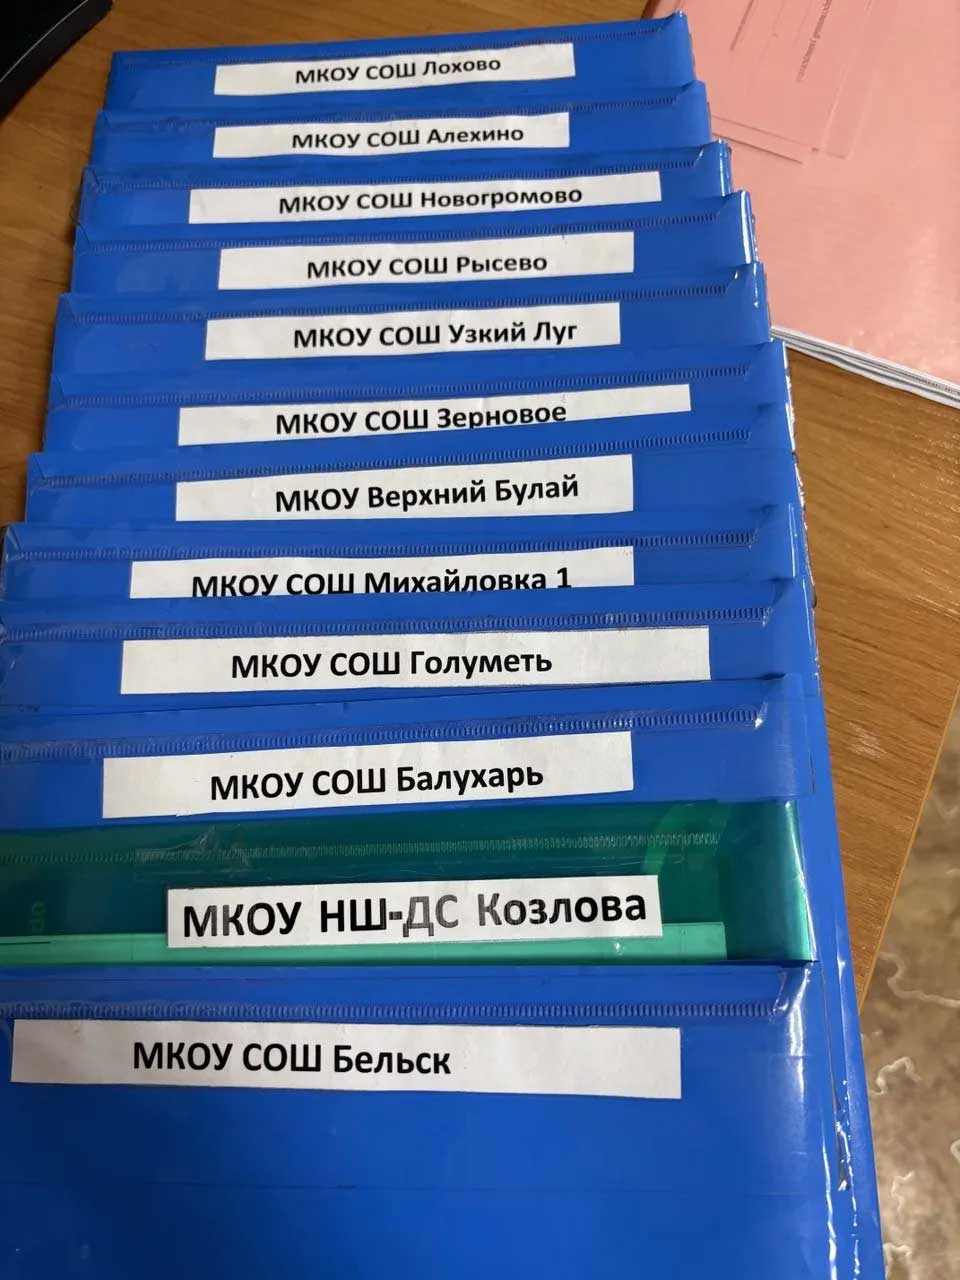 МКОУ СОШ Лохово
МКОУ СОШ Алехино
МКОУ СОШ Новогромово
МКОУ СОШ Рысево
МКОУ СОШ Узкий Луг
МКОУ СОШ Зерновое
МКОУ Верхний Булай
МКОУ СОШ Михайловка 1
МКОУ СОШ Голуметь
МКОУ СОШ Балухарь
МКОУ НШ-ДС Козлова
МКОУ СОШ Бельск